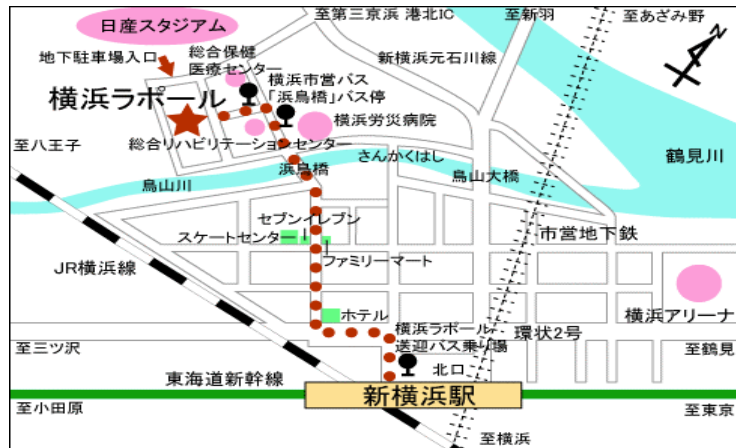 日産スタジアム
至第三京浜 港北IC
至新羽
至あざみ野
地下駐車場入口
総合保健
医療センター
新横浜元石川線
N
横浜市営バス
「浜鳥橋」バス停
横浜ラポール
横浜労災病院
総合リハビリテーションセンター
至八王子
さんかくはし
鶴見川
浜鳥橋
鳥山川
鳥山大橋
セブンイレブン
スケートセンター
市営地下鉄
ファミリーマート
JR横浜線
ホテル
横浜アリーナ
横浜ラポール
送迎バス乗り場
環状2号
至三ツ沢
至鶴見
北口
東海道新幹線
新横浜駅
至小田原
至東京
至横浜